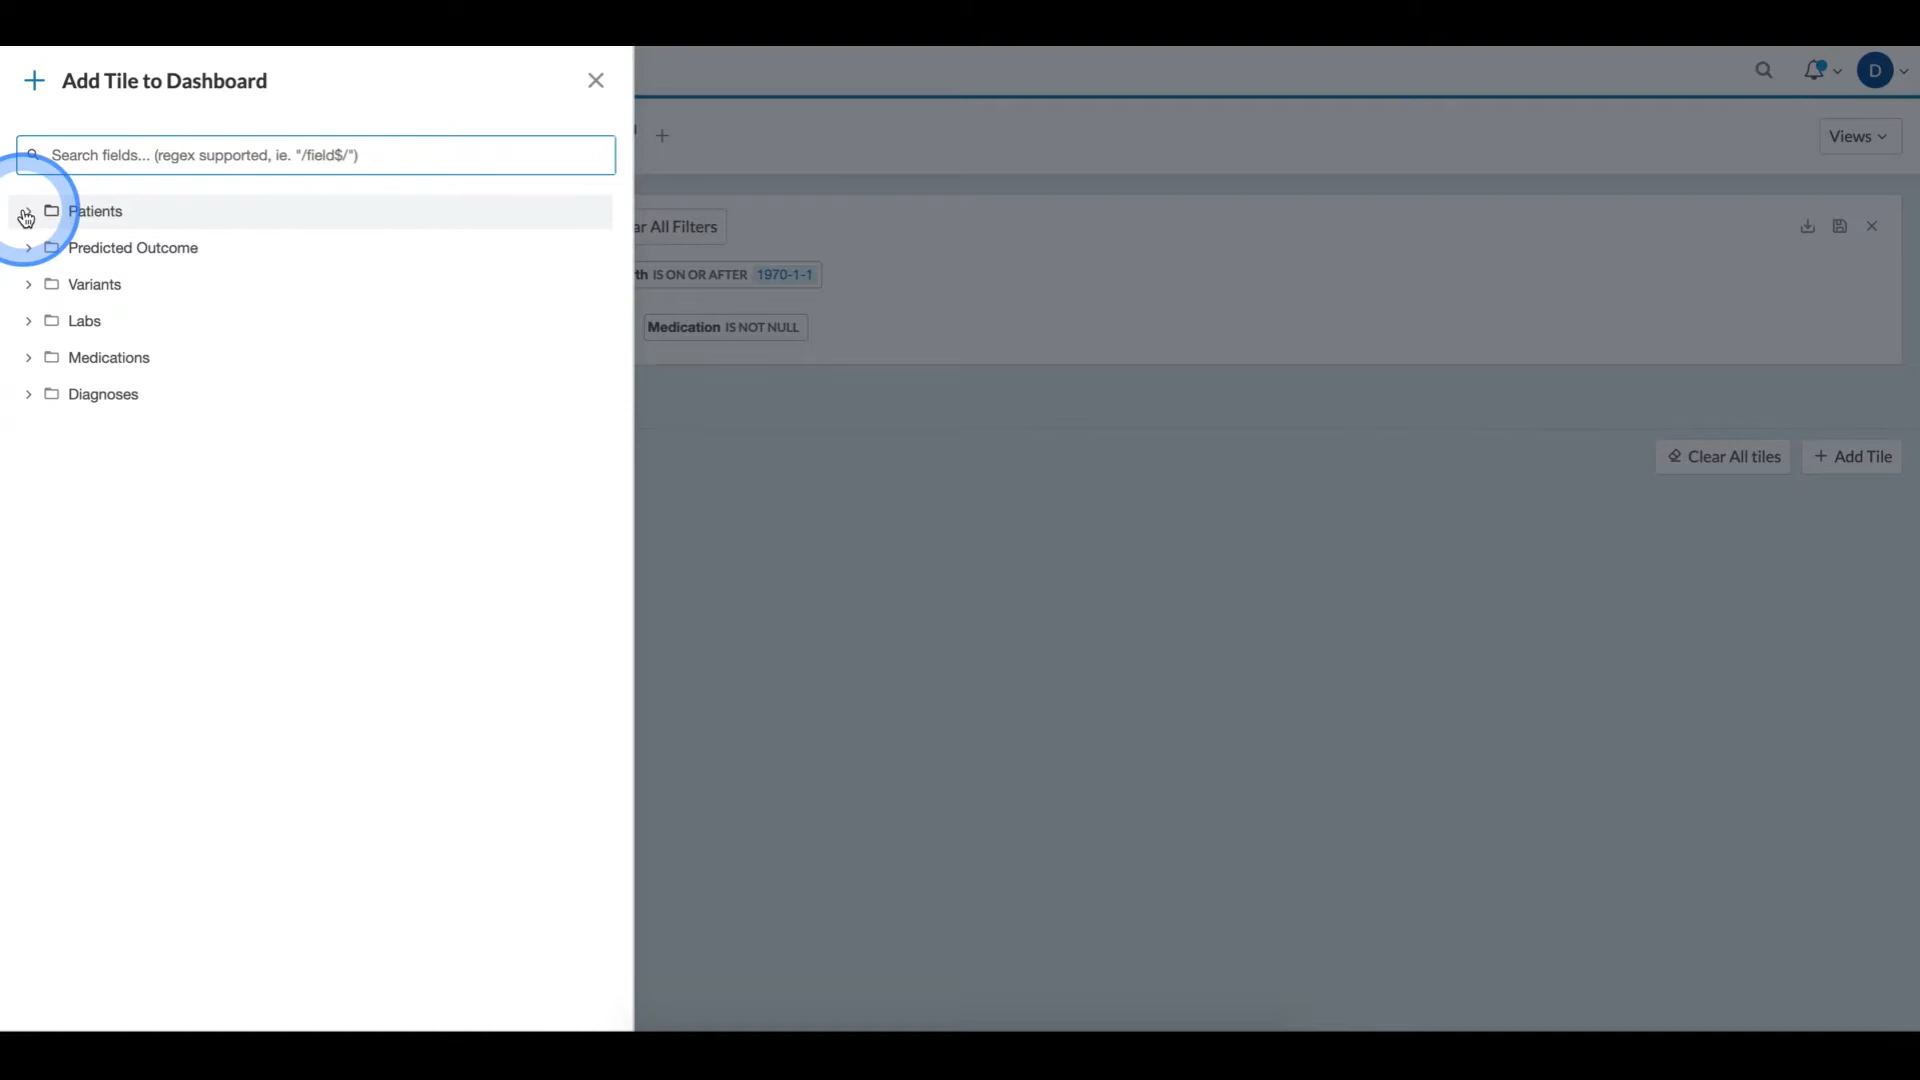 Add Tile to Dashboard
Search fields... (regex supported, ie. "/field$/")
Patients
Predicted Outcome
Variants
Labs
Medications
Diagnoses
D
Views
All Filters
IS ON OR AFTER 1970-1-1
Medication IS NOT NULL
Clear All tiles
Add Tile